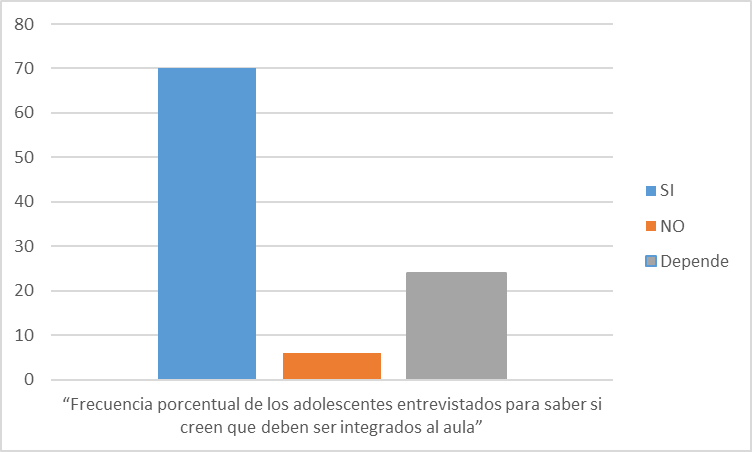 80
70
60
50
40
30
20
10
0
SI
NO
Depende
“Frecuencia porcentual de los adolescentes entrevistados para saber si
creen que deben ser integrados al aula”